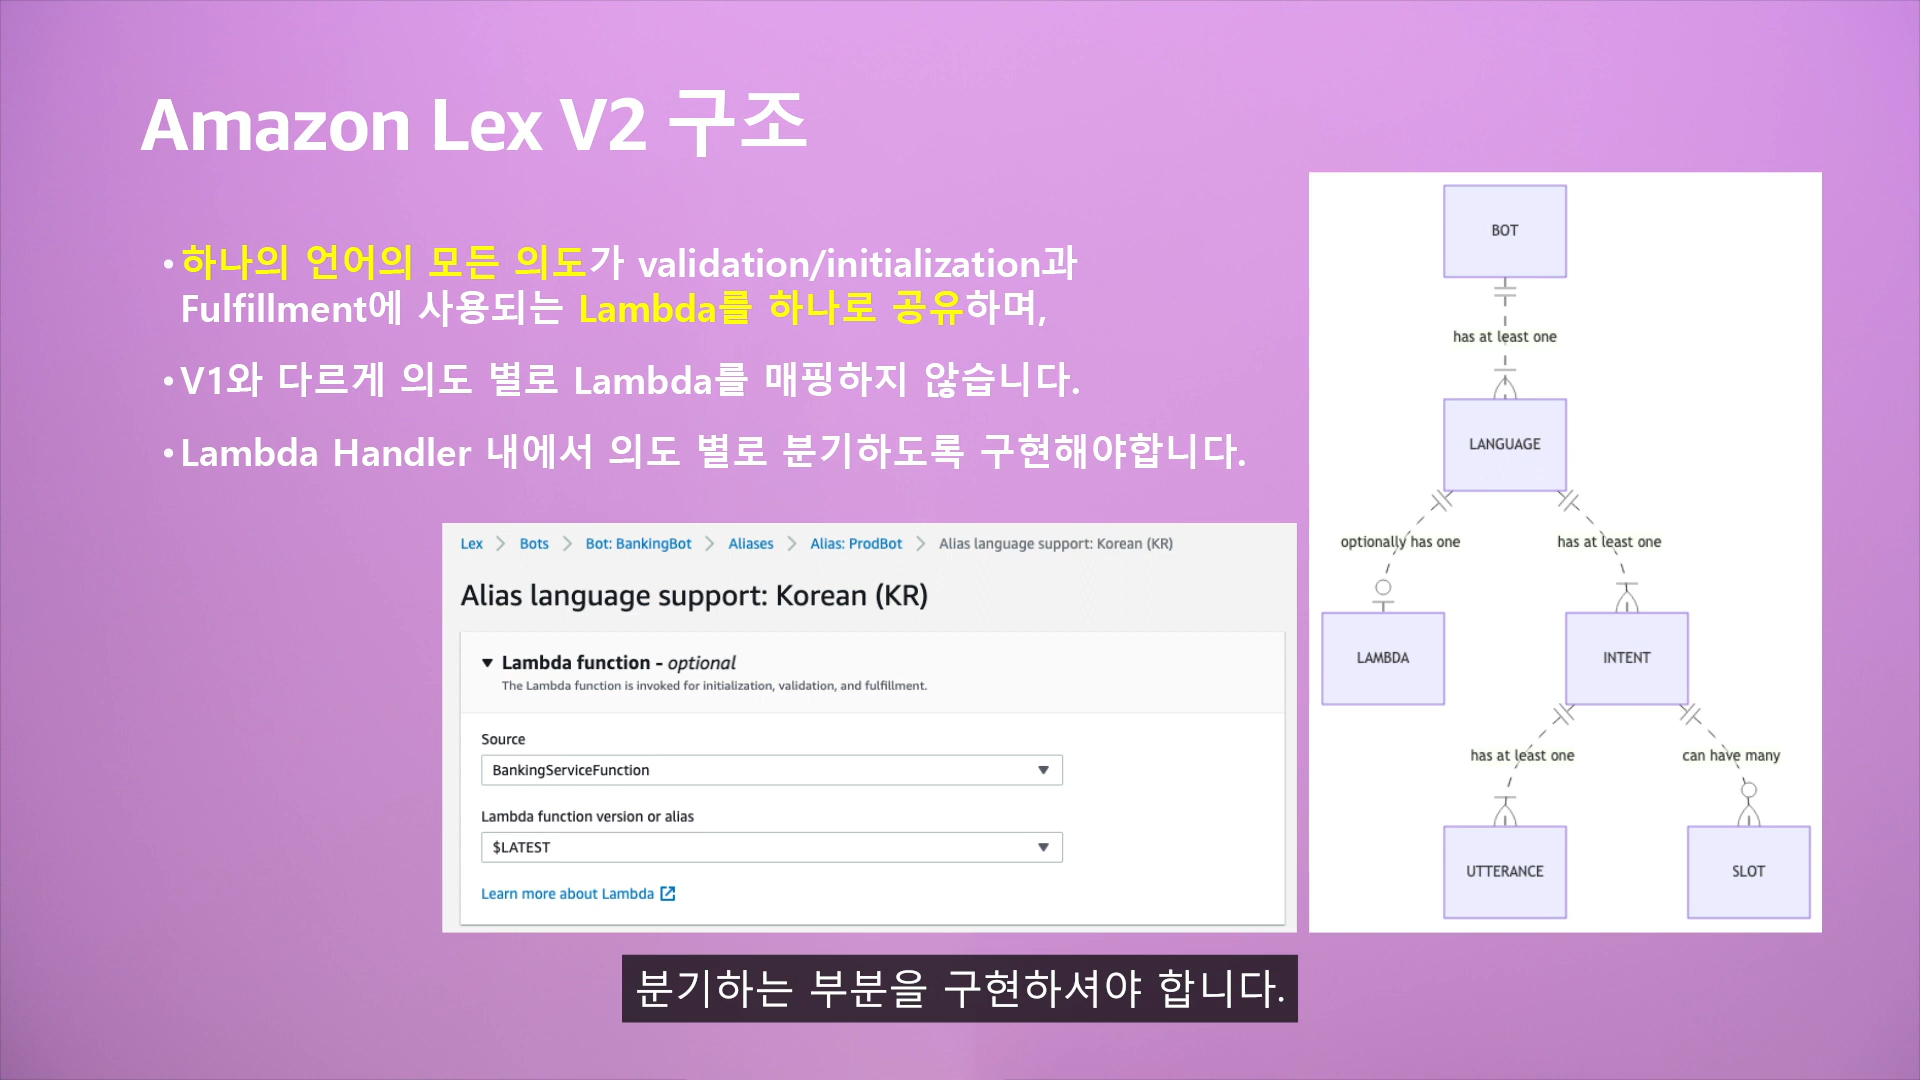 Amazon Lex V2 구조
• 하나의 언어의 모든 의도가 validation/initialization과
Fulfillment에 사용되는 Lambda를 하나로 공유하며,
• V1와 다르게 의도 별로 Lambda를 매핑하지 않습니다.
• Lambda Handler 내에서 의도 별로 분기하도록 구현해야합니다.
Lex > Bots > Bot: BankingBot > Aliases > Alias: ProdBot > Alias language support: Korean (KR)
Alias language support: Korean (KR)
▼ Lambda function - optional
The Lambda function is invoked for initialization, validation, and fulfillment.
Source
BankingServiceFunction
Lambda function version or alias
$LATEST
Learn more about Lambda
BOT
has at least one
LANGUAGE
optionally has one
has at least one
LAMBDA
INTENT
has at least one
can have many
UTTERANCE
SLOT
분기하는 부분을 구현하셔야 합니다.